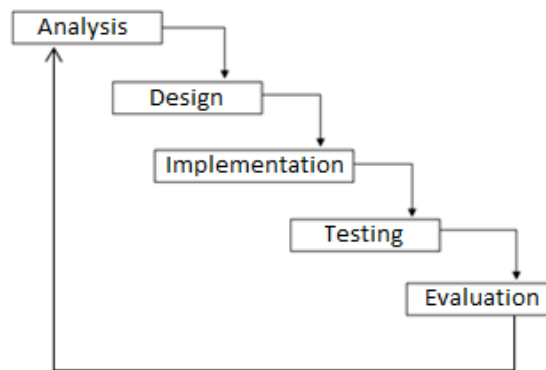 Analysis
Design
Implementation
Testing
Evaluation